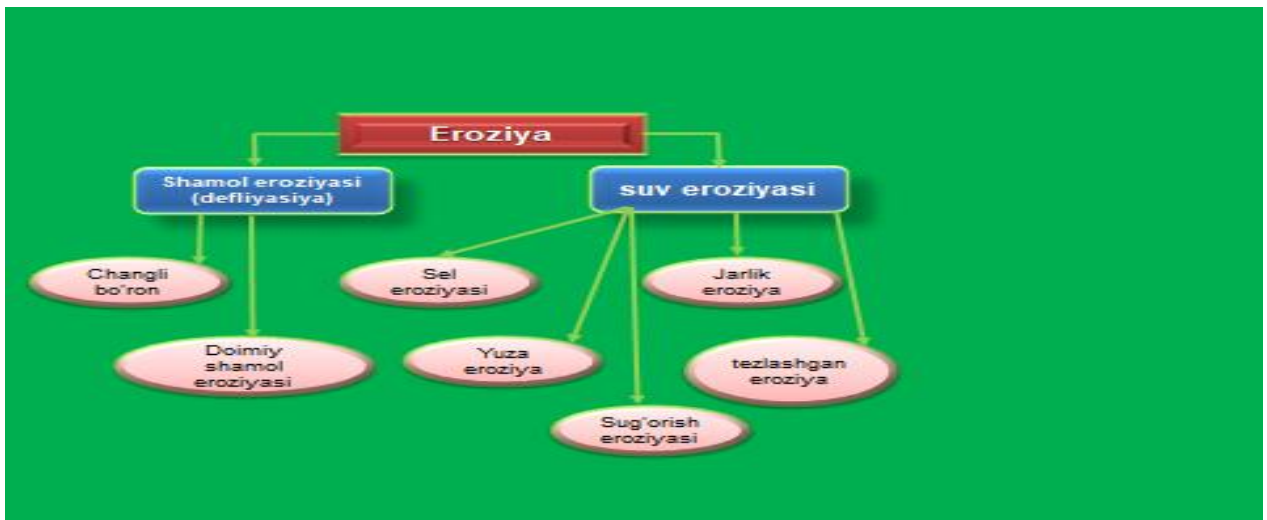 Eroziya
Shamol eroziyasi
(defliyasiya)
suv eroziyasi
Changli
bo'ron
Sel
eroziyasi
Jarlik
eroziya
Doimiy
shamol
eroziyasi
Yuza
eroziya
tezlashgan
eroziya
Sug'orish
eroziyasi